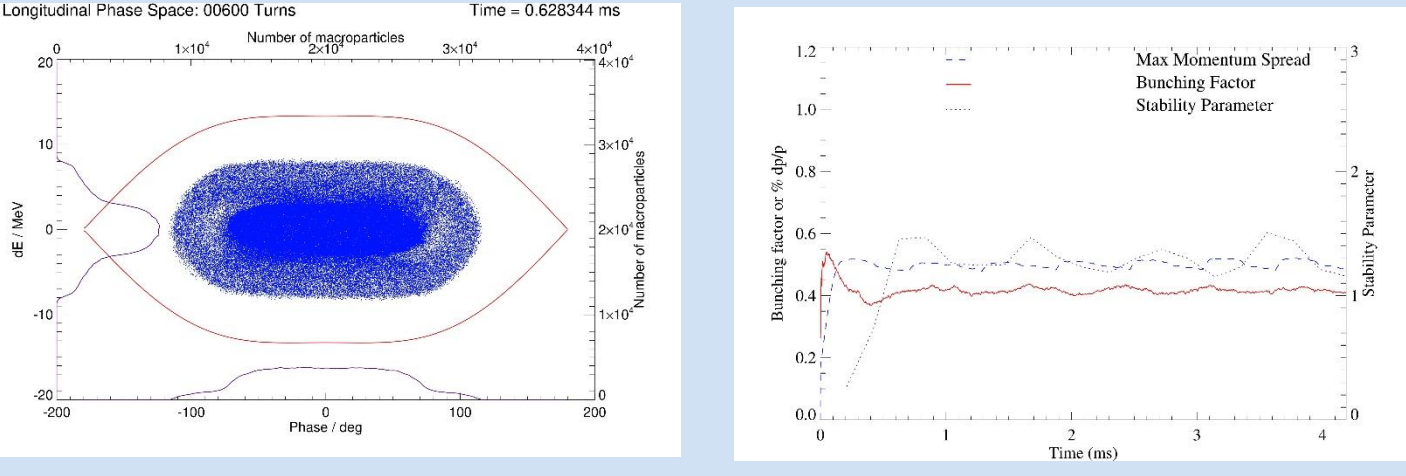 Longitudinal Phase Space: 00600 Turns Time = 0.628344 ms
Number of macroparticles
0 1×10⁴ 2×10⁴ 3×10⁴ 4×10⁴
20 4×10⁴
10 3×10⁴
dE / MeV
0 2×10⁴
Number of macroparticles
-10 1×10⁴
-20 0
-200 -100 0 100 200
Phase / deg
1.2 3
Max Momentum Spread
Bunching Factor
1.0
Stability Parameter
0.8 2
Bunching factor or % dp/p
0.6
Stability Parameter
0.4 1
0.2
0.0 0
0 1 2 3 4
Time (ms)